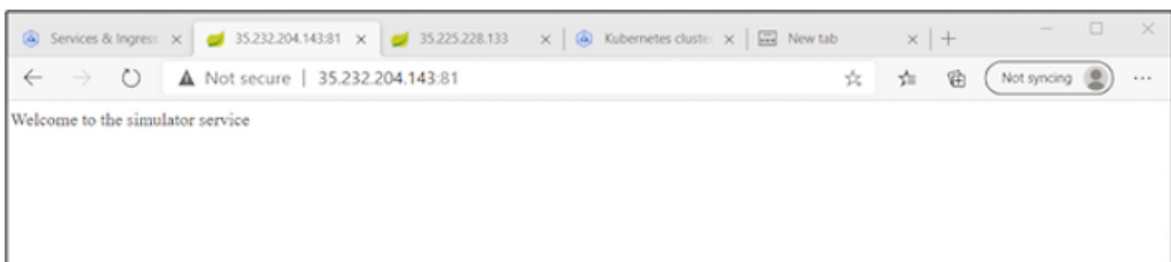 Services & Ingress 35.232.204.143:81 35.225.228.133 Kubernetes cluster New tab
Not secure | 35.232.204.143:81 Not syncing
Welcome to the simulator service